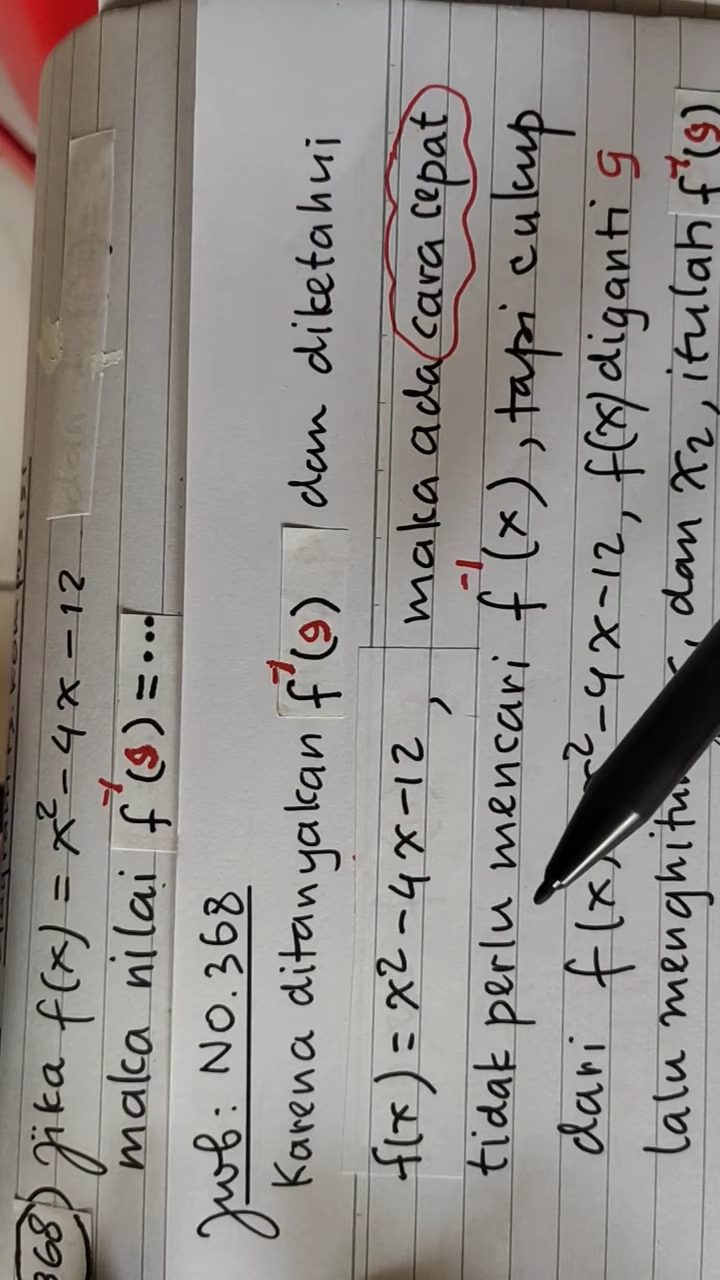 368) Jika f(x) = x² - 4x - 12
maka nilai f⁻¹(9) = ...
Jwb : NO.368
Karena ditanyakan f⁻¹(9) dan diketahui
f(x) = x² - 4x - 12, maka ada cara cepat
tidak perlu mencari f⁻¹(x), tapi cukup
dari f(x) ² - 4x - 12, f(x) diganti 9
lalu dan x₂, itulah f⁻¹(9)